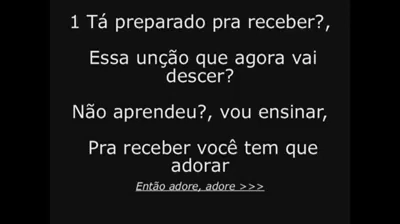 1 Tá preparado pra receber?,
Essa unção que agora vai
descer?
Não aprendeu?, vou ensinar,
Pra receber você tem que
adorar
Então adore, adore >>>